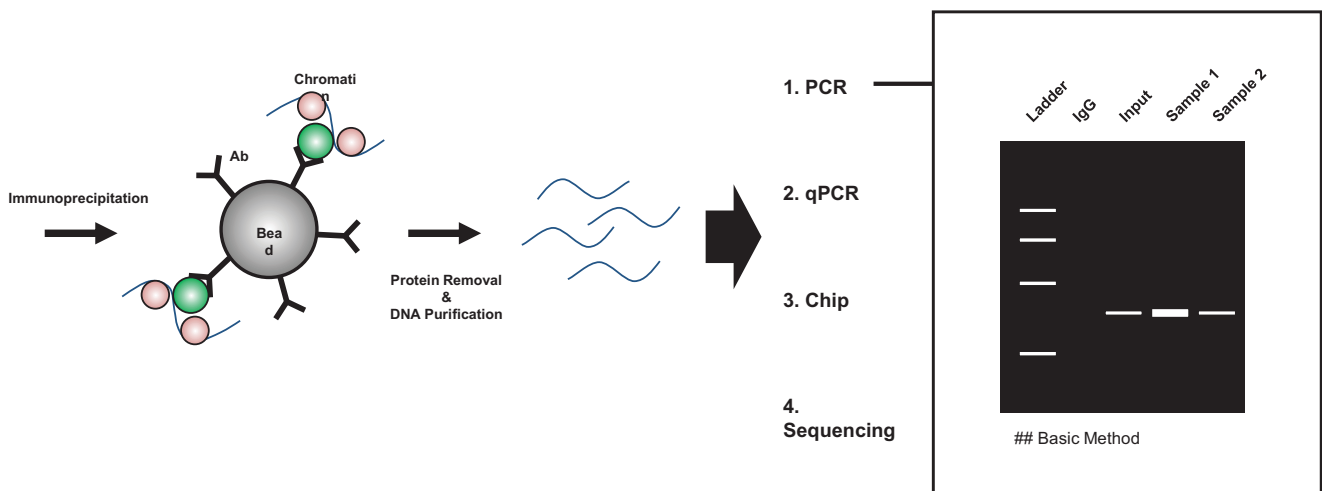 Immunoprecipitation
Chromati
n
Ab
Bea
d
Protein Removal
&
DNA Purification
1. PCR
2. qPCR
3. Chip
4.
Sequencing
Ladder
IgG
Input
Sample 1
Sample 2
## Basic Method